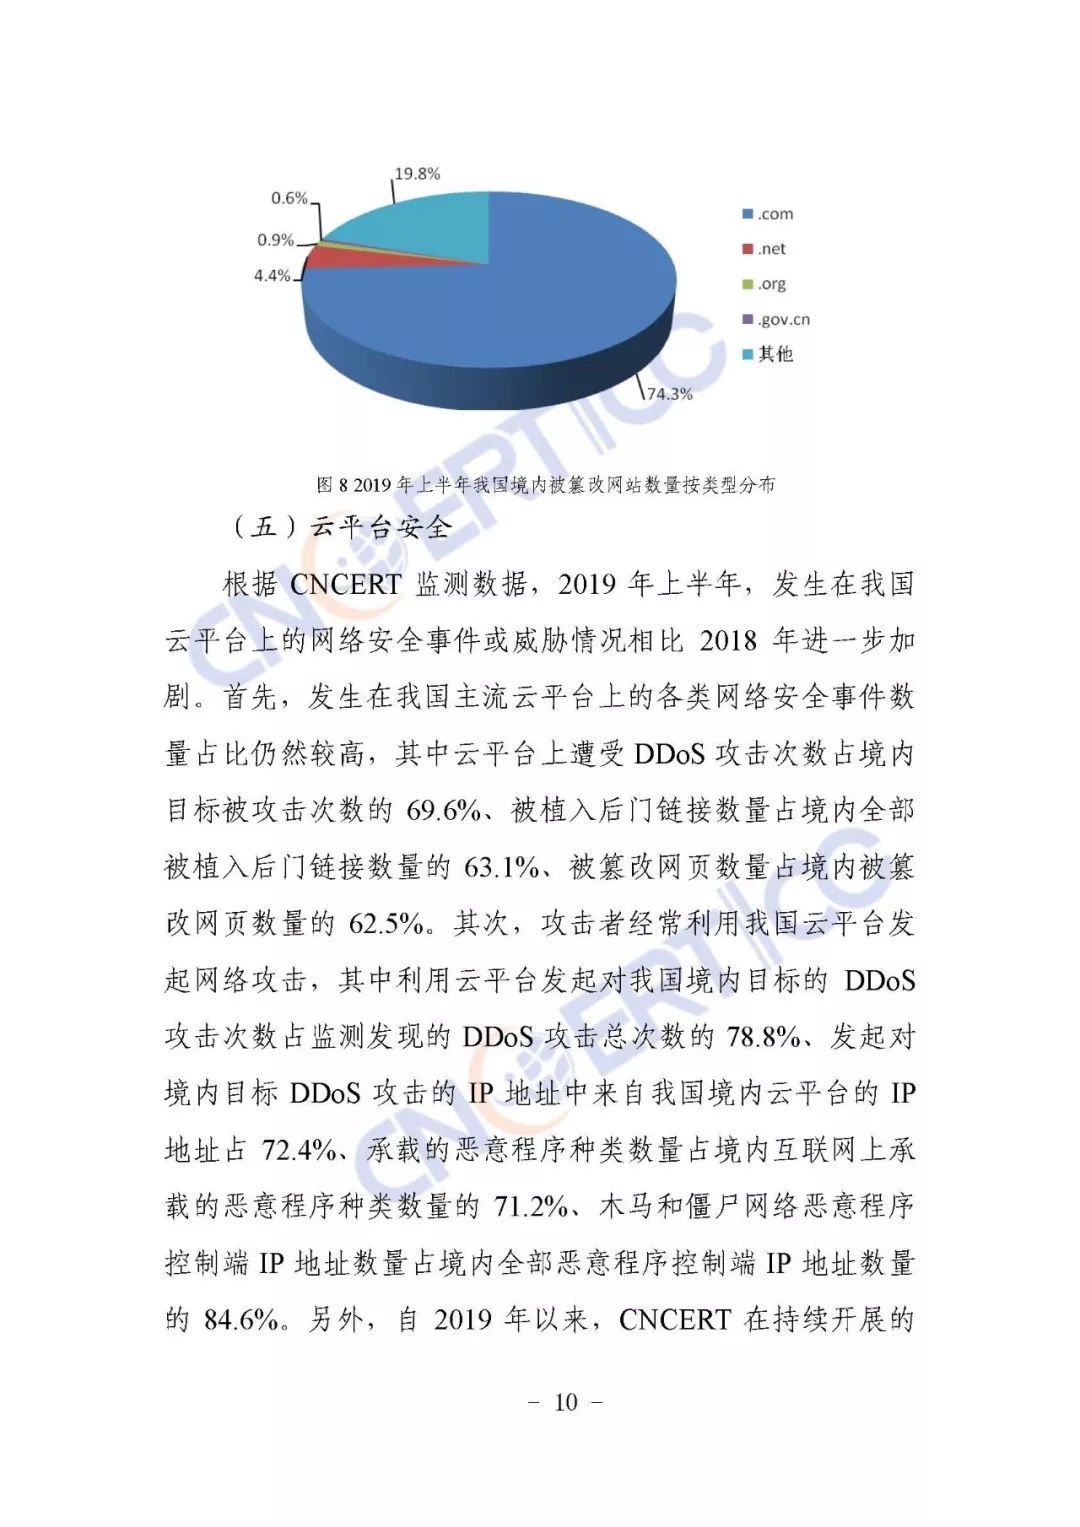 19.8%
0.6%
0.9%
4.4%
74.3%
.com
.net
.org
.gov.cn
其他
图 8 2019 年上半年我国境内被篡改网站数量按类型分布
（五）云平台安全
根据 CNCERT 监测数据，2019 年上半年，发生在我国
云平台上的网络安全事件或威胁情况相比 2018 年进一步加
剧。首先，发生在我国主流云平台上的各类网络安全事件数
量占比仍然较高，其中云平台上遭受 DDoS 攻击次数占境内
目标被攻击次数的 69.6%、被植入后门链接数量占境内全部
被植入后门链接数量的 63.1%、被篡改网页数量占境内被篡
改网页数量的 62.5%。其次，攻击者经常利用我国云平台发
起网络攻击，其中利用云平台发起对我国境内目标的 DDoS
攻击次数占监测发现的 DDoS 攻击总次数的 78.8%、发起对
境内目标 DDoS 攻击的 IP 地址中来自我国境内云平台的 IP
地址占 72.4%、承载的恶意程序种类数量占境内互联网上承
载的恶意程序种类数量的 71.2%、木马和僵尸网络恶意程序
控制端 IP 地址数量占境内全部恶意程序控制端 IP 地址数量
的 84.6%。另外，自 2019 年以来，CNCERT 在持续开展的
- 10 -
CNCERT/CC
CNCERT/CC